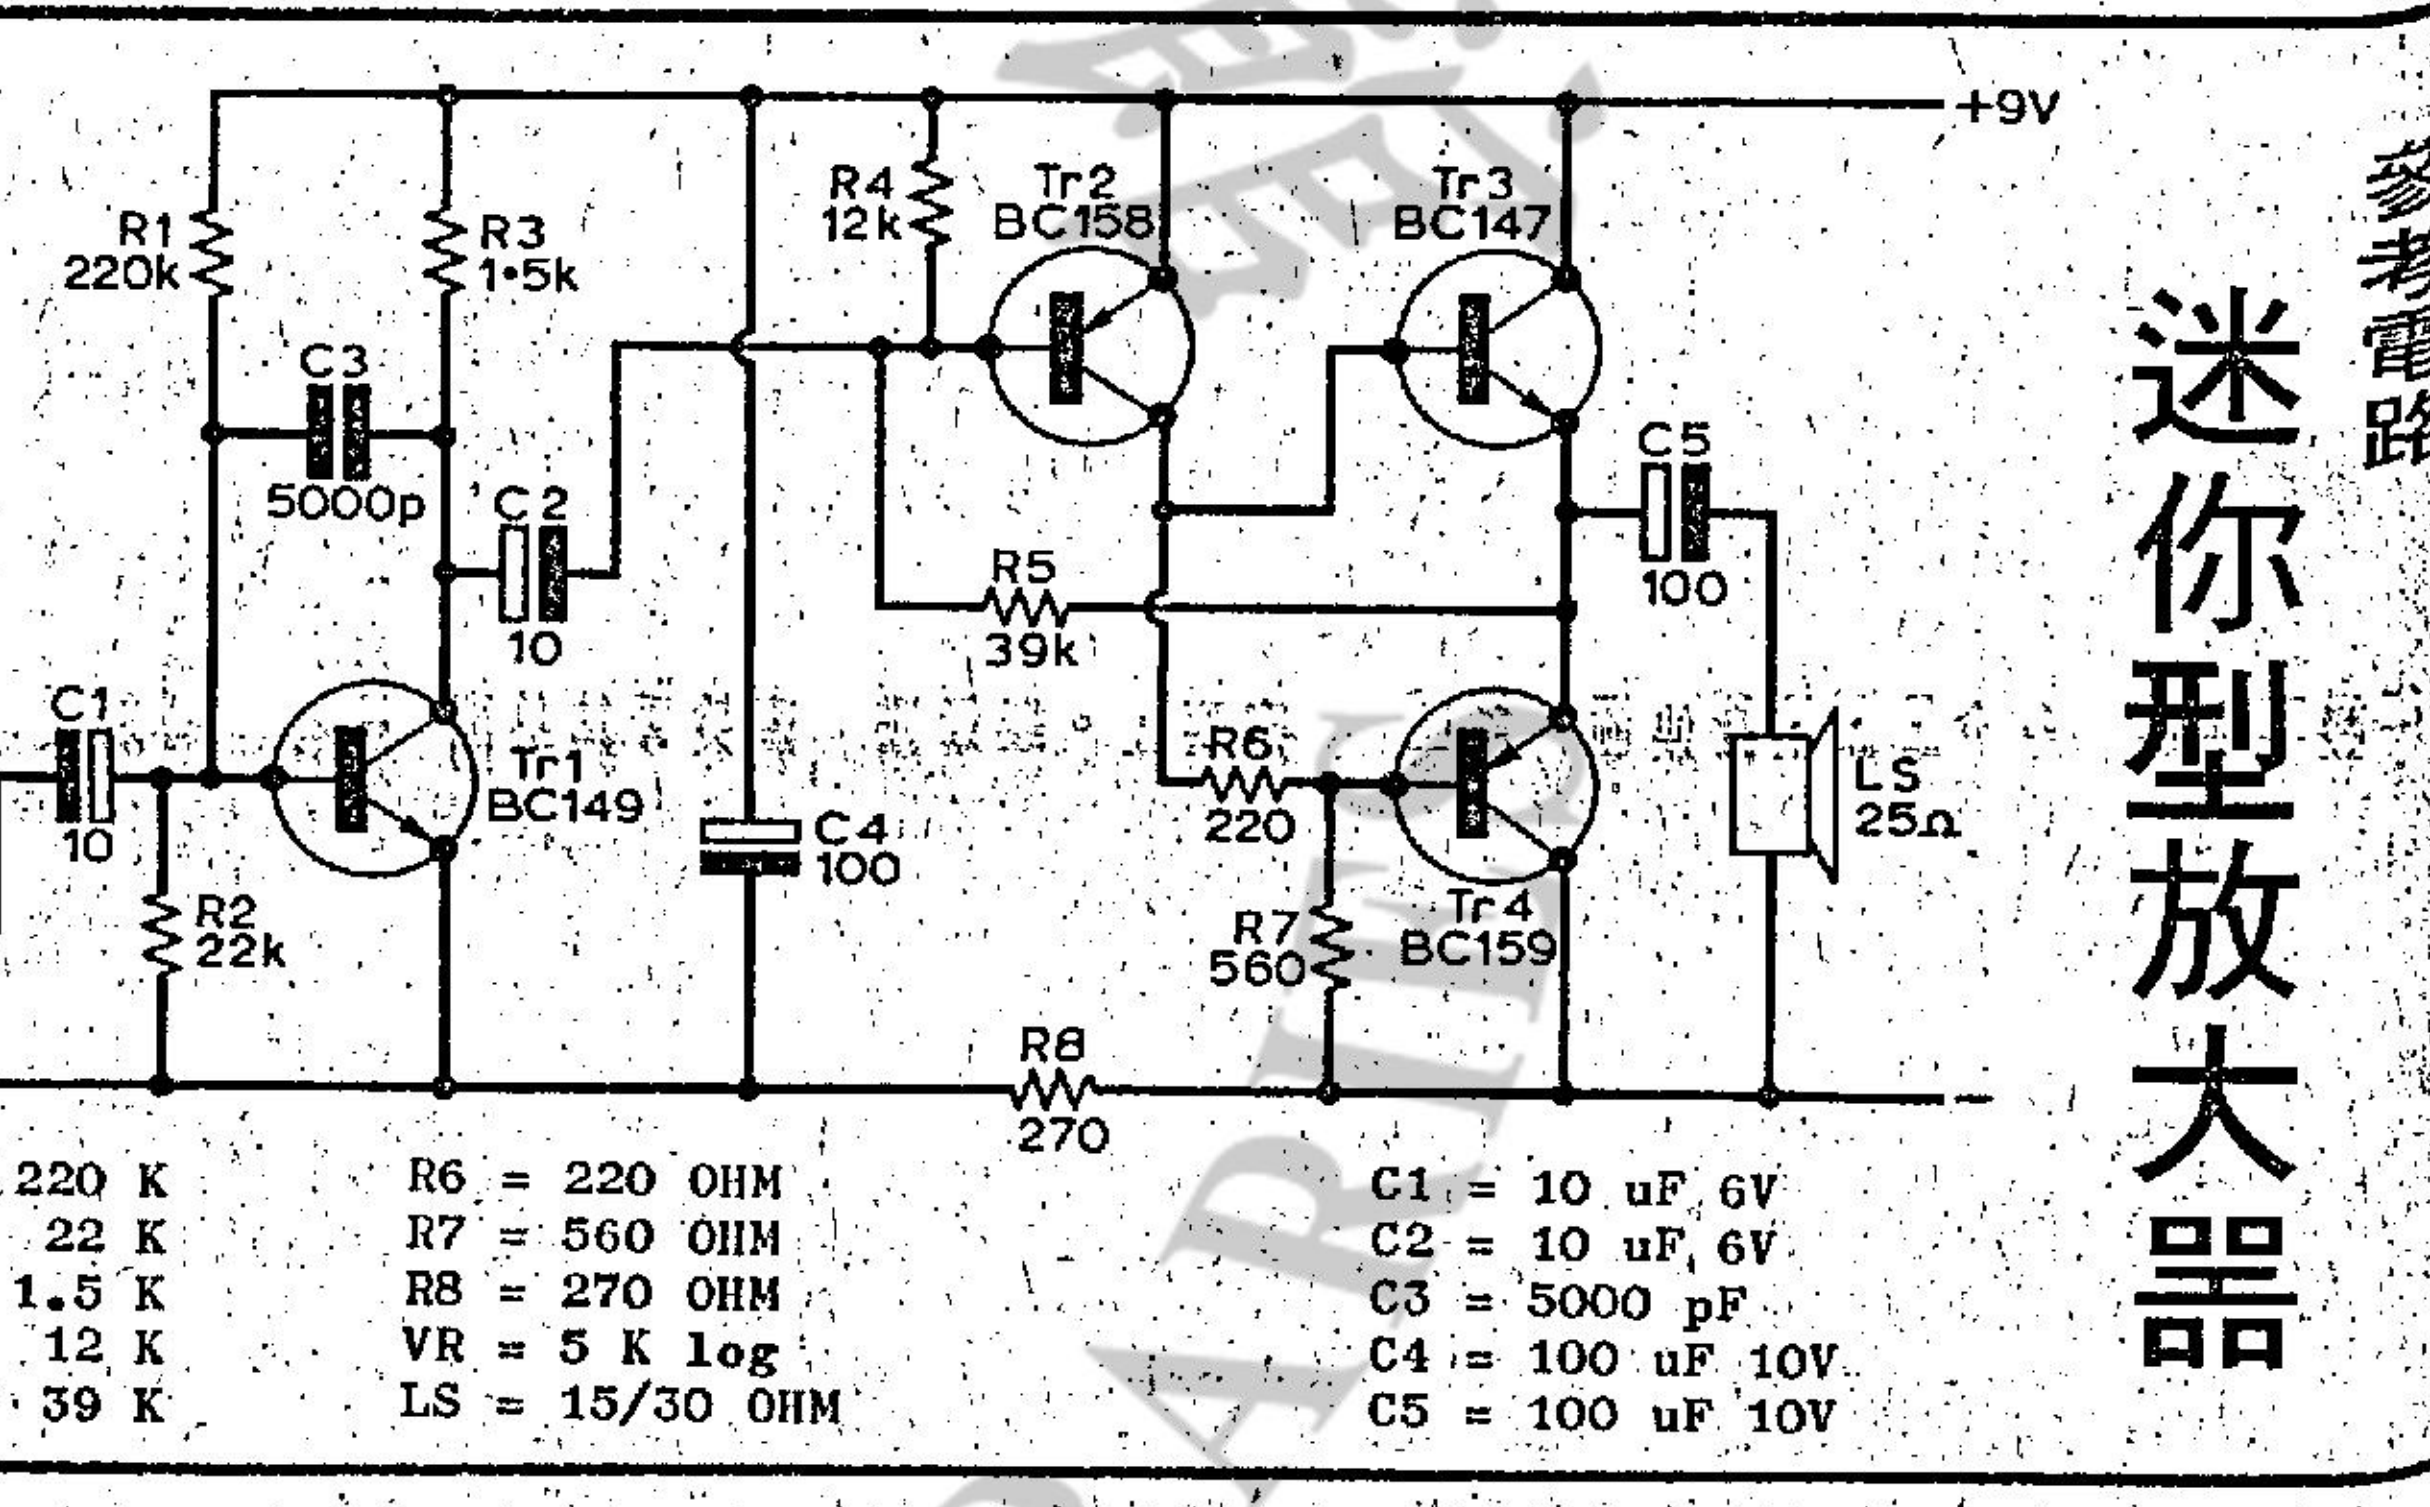 +9V
R1
220k
R3
1•5k
R4
12k
Tr2
BC158
Tr3
BC147
C3
5000p
C2
10
C5
100
R5
39k
C1
10
Tr1
BC149
C4
100
R6
220
LS
25Ω
R2
22k
R7
560
Tr4
BC159
R8
270
−
220 K
22 K
1.5 K
12 K
39 K
R6 = 220 OHM
R7 = 560 OHM
R8 = 270 OHM
VR = 5 K log
LS = 15/30 OHM
C1 = 10 uF 6V
C2 = 10 uF 6V
C3 = 5000 pF
C4 = 100 uF 10V
C5 = 100 uF 10V
參考電路
迷你型放大器